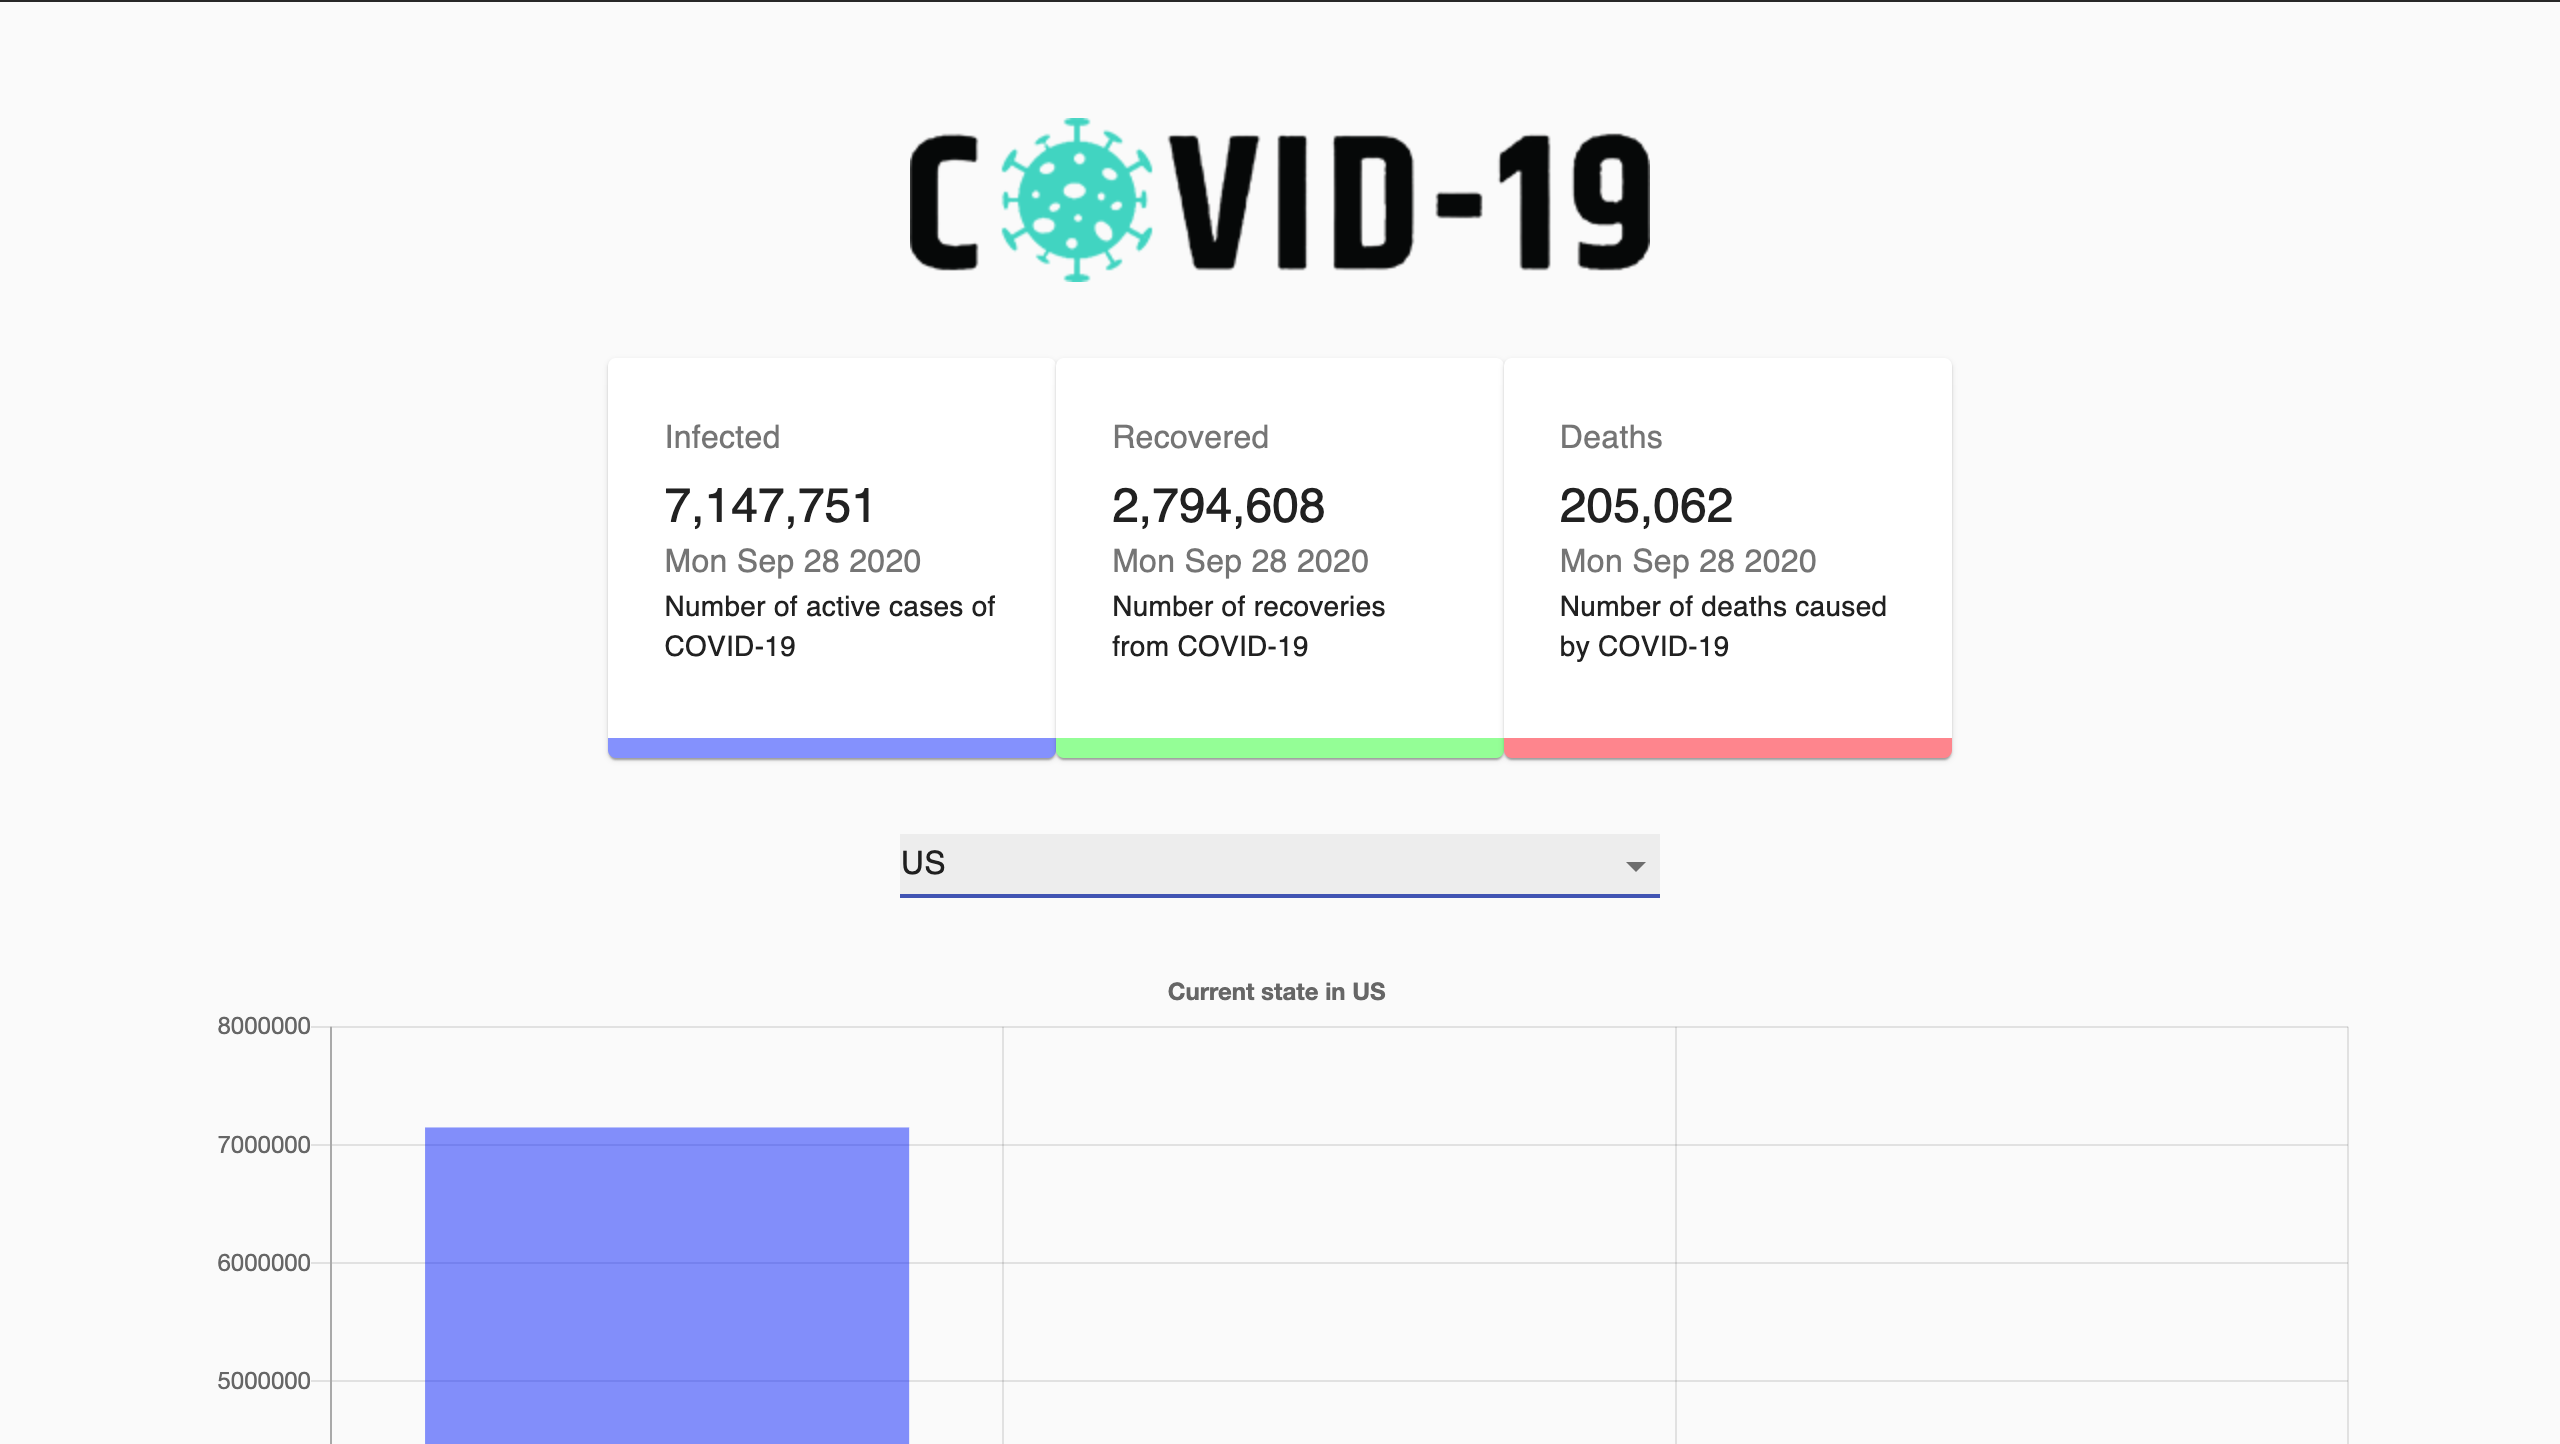 COVID-19
Infected
7,147,751
Mon Sep 28 2020
Number of active cases of
COVID-19
Recovered
2,794,608
Mon Sep 28 2020
Number of recoveries
from COVID-19
Deaths
205,062
Mon Sep 28 2020
Number of deaths caused
by COVID-19
US
Current state in US
8000000
7000000
6000000
5000000